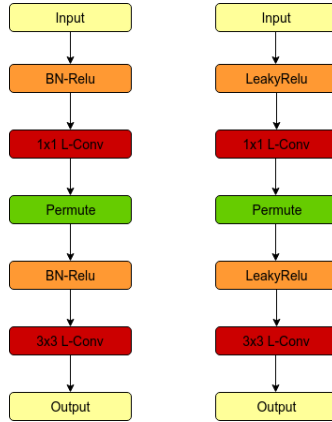 Input
BN-Relu
1x1 L-Conv
Permute
BN-Relu
3x3 L-Conv
Output
Input
LeakyRelu
1x1 L-Conv
Permute
LeakyRelu
3x3 L-Conv
Output